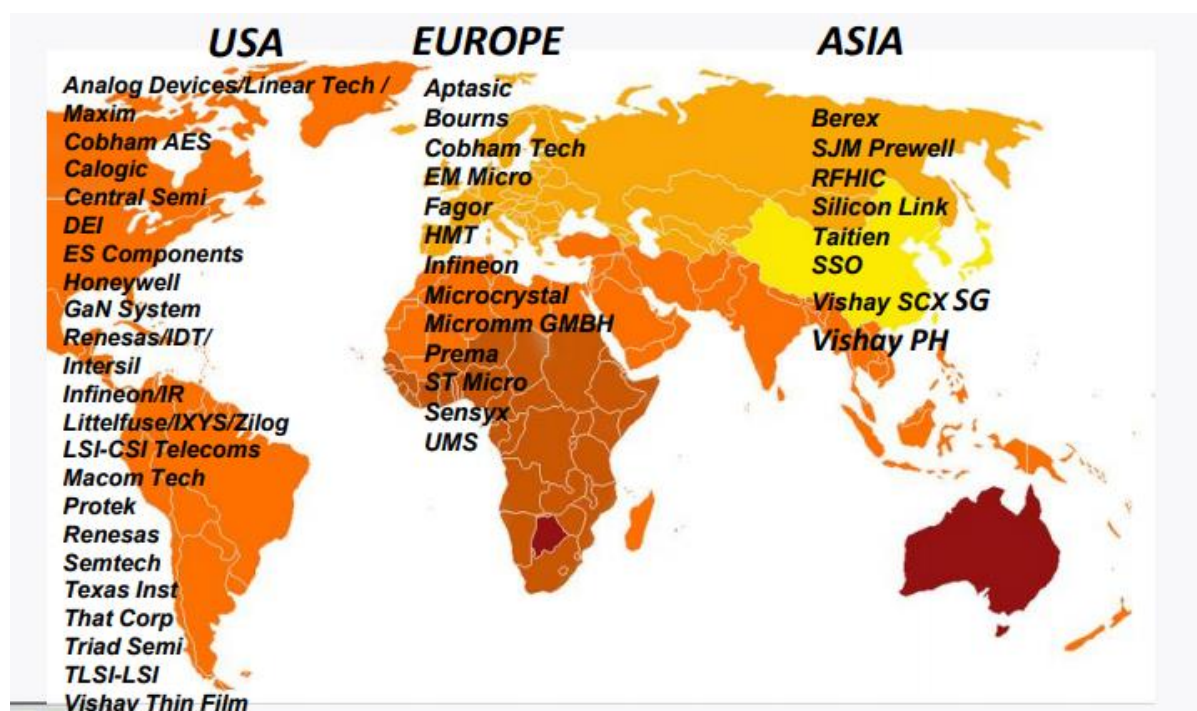 USA
Analog Devices/Linear Tech /
Maxim
Cobham AES
Calogic
Central Semi
DEI
ES Components
Honeywell
GaN System
Renesas/IDT/
Intersil
Infineon/IR
Littelfuse/IXYS/Zilog
LSI-CSI Telecoms
Macom Tech
Protek
Renesas
Semtech
Texas Inst
That Corp
Triad Semi
TLSI-LSI
Vishay Thin Film
EUROPE
Aptasic
Bourns
Cobham Tech
EM Micro
Fagor
HMT
Infineon
Microcrystal
Micromm GMBH
Prema
ST Micro
Sensyx
UMS
ASIA
Berex
SJM Prewell
RFHIC
Silicon Link
Taitien
SSO
Vishay SCX SG
Vishay PH